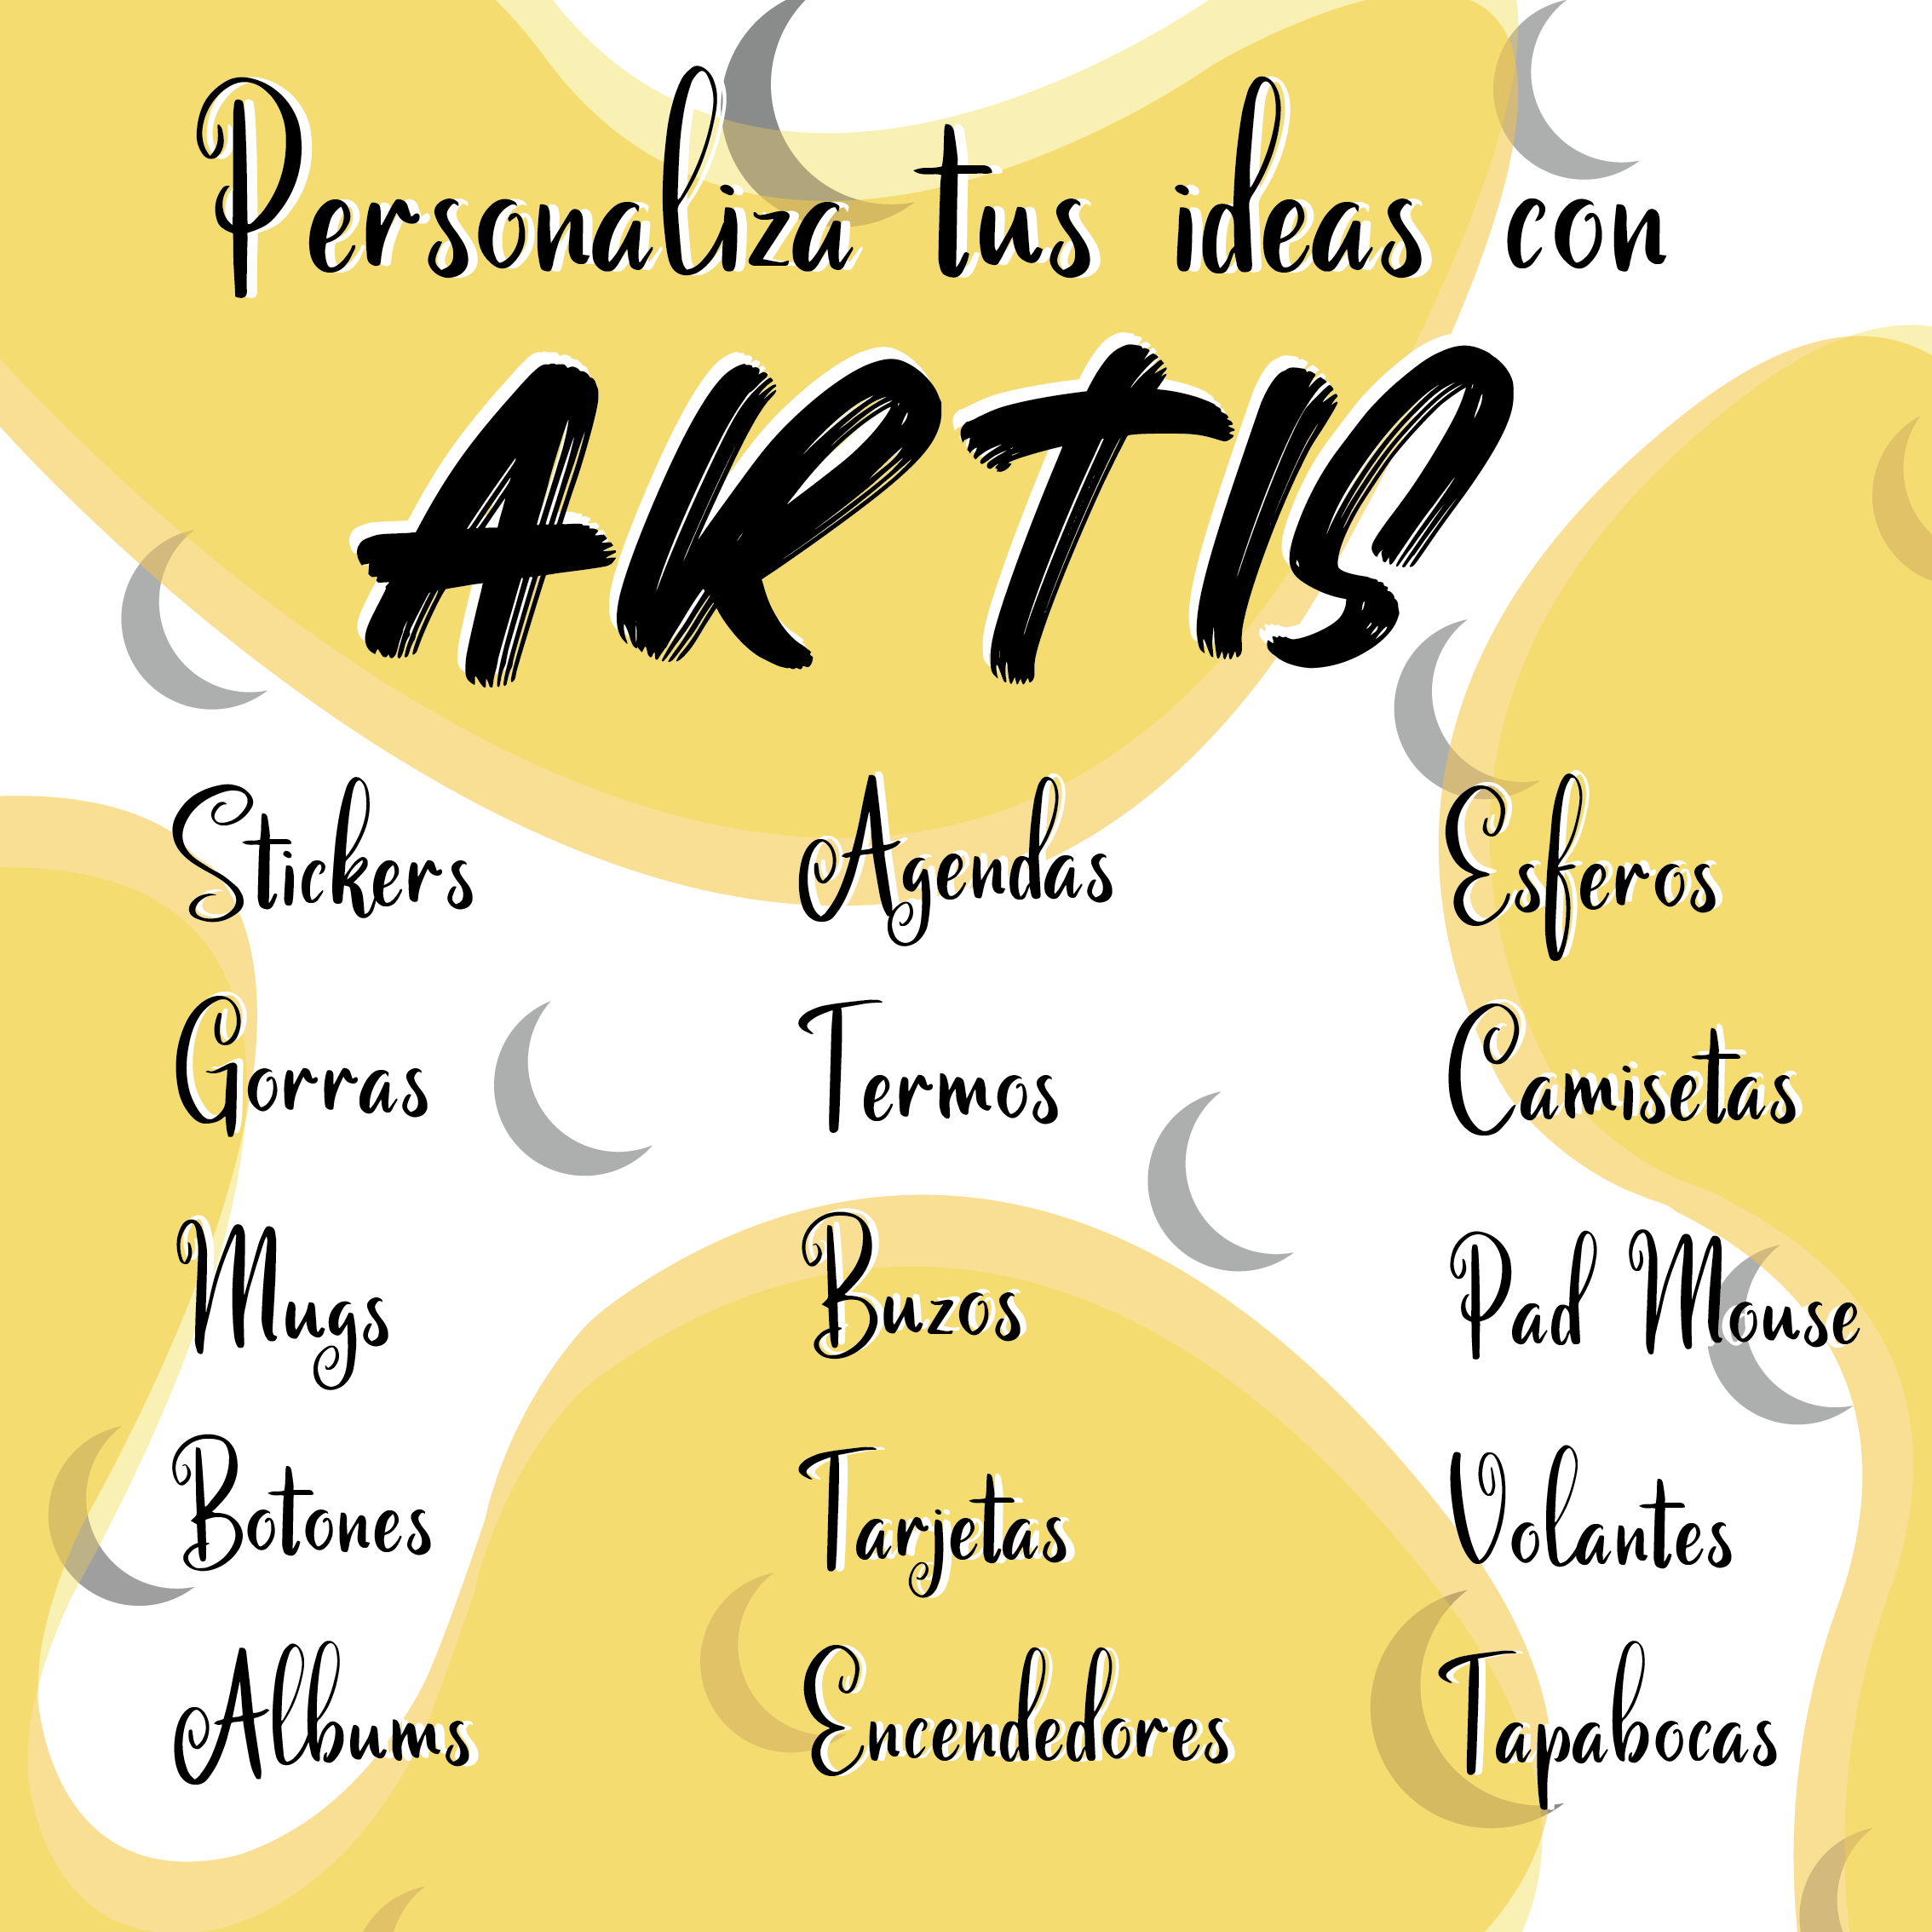 Personaliza tus ideas con
ARTIS
Stickers Agendas Esferos
Gorras Termos Camisetas
Mugs Buzos Pad Mouse
Botones Tarjetas Volantes
Albums Encendedores Tapabocas